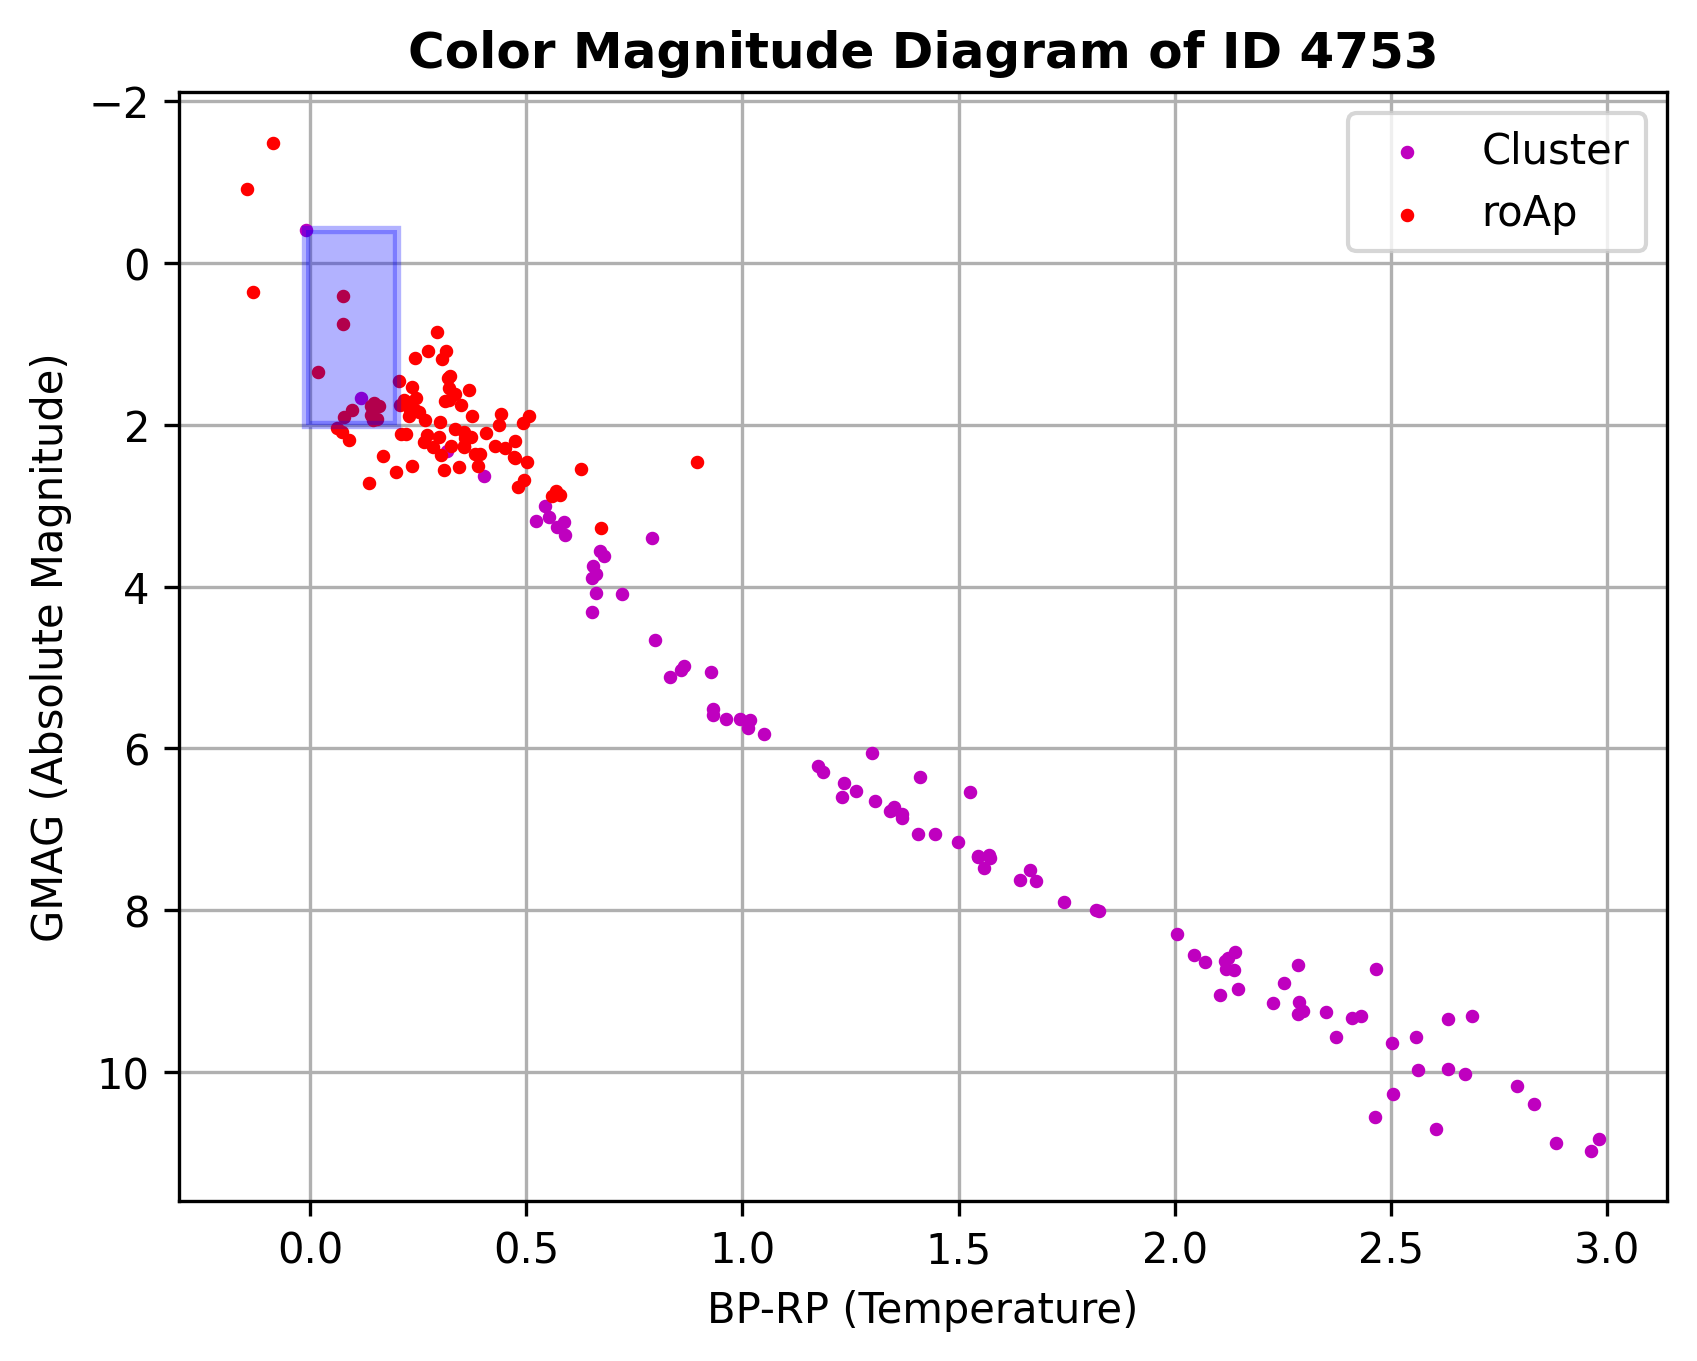 Color Magnitude Diagram of ID 4753
Cluster
roAp
GMAG (Absolute Magnitude)
−2
0
2
4
6
8
10
0.0 0.5 1.0 1.5 2.0 2.5 3.0
BP-RP (Temperature)